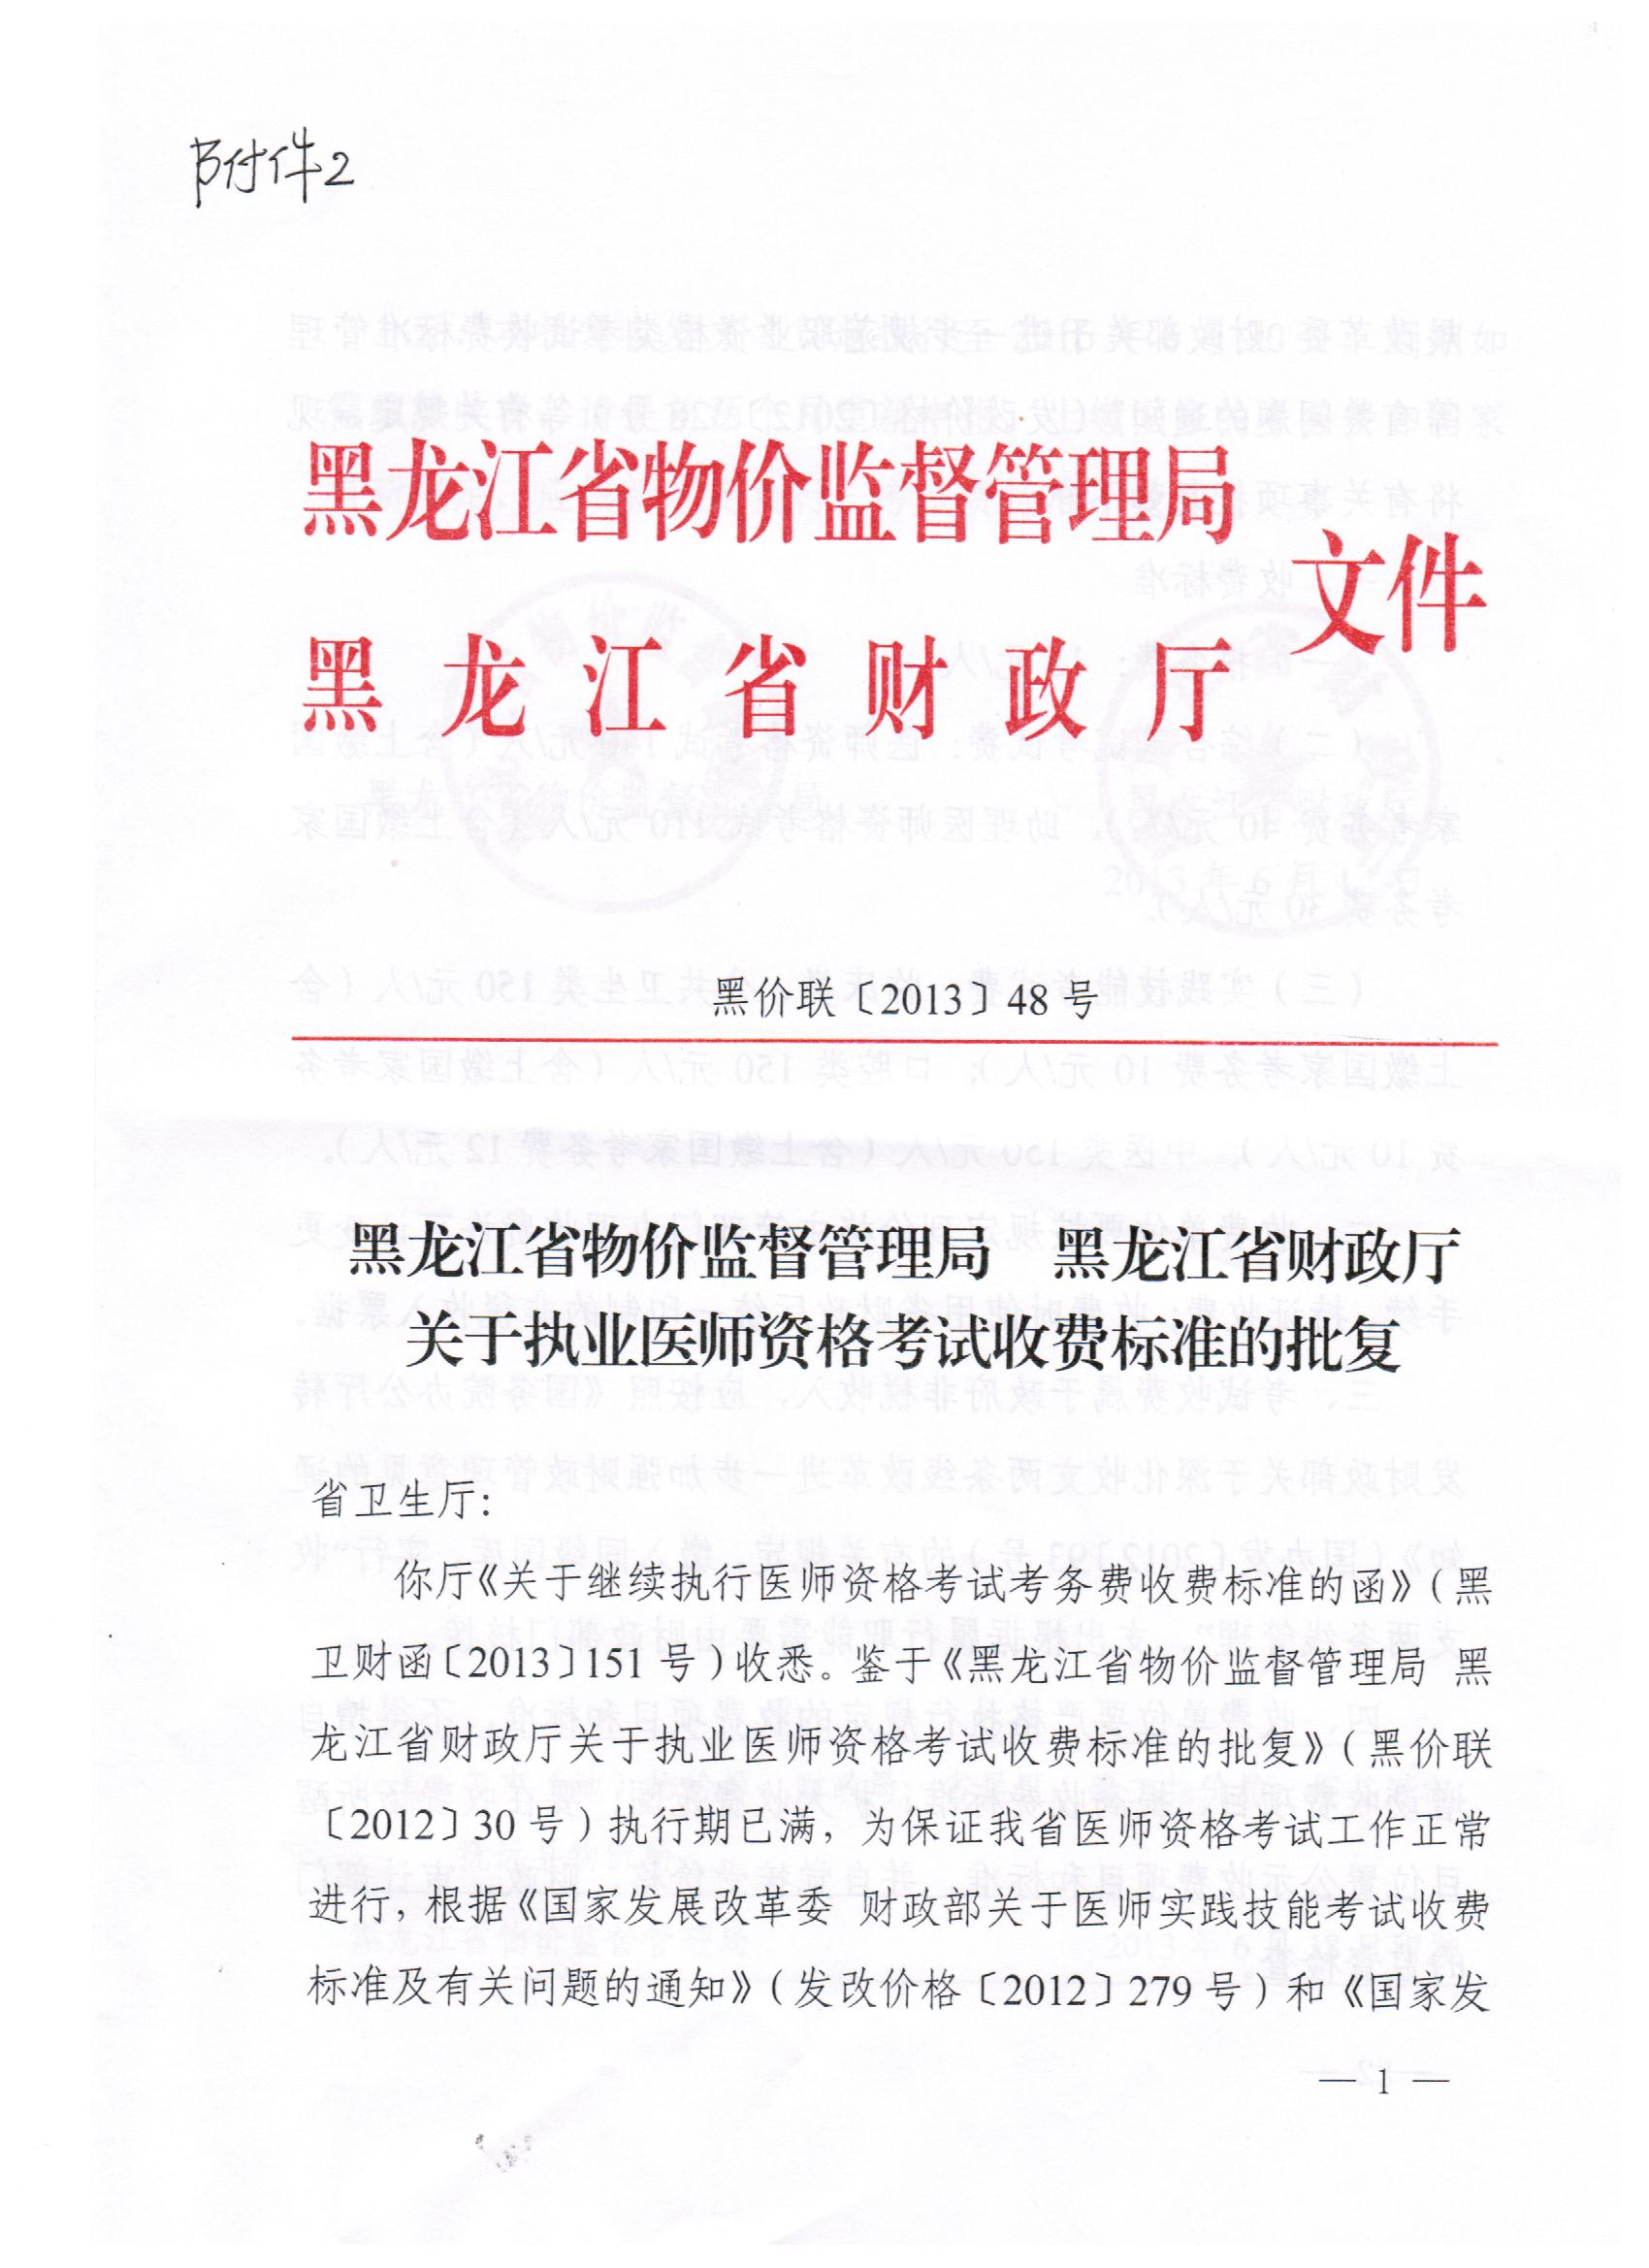 附件2
黑龙江省物价监督管理局
文件
黑龙江省财政厅
黑价联〔2013〕48号
黑龙江省物价监督管理局 黑龙江省财政厅
关于执业医师资格考试收费标准的批复
省卫生厅：
你厅《关于继续执行医师资格考试考务费收费标准的函》（黑
卫财函〔2013〕151号）收悉。鉴于《黑龙江省物价监督管理局 黑
龙江省财政厅关于执业医师资格考试收费标准的批复》（黑价联
〔2012〕30号）执行期已满，为保证我省医师资格考试工作正常
进行，根据《国家发展改革委 财政部关于医师实践技能考试收费
标准及有关问题的通知》（发改价格〔2012〕279号）和《国家发
— 1 —